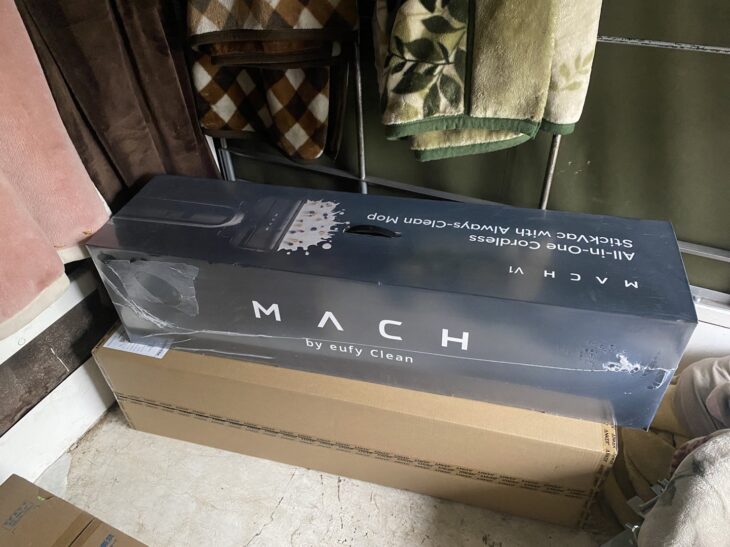 All-in-One Cordless
StickVac with Always-Clean Mop
MACH V1
MACH
by eufy Clean